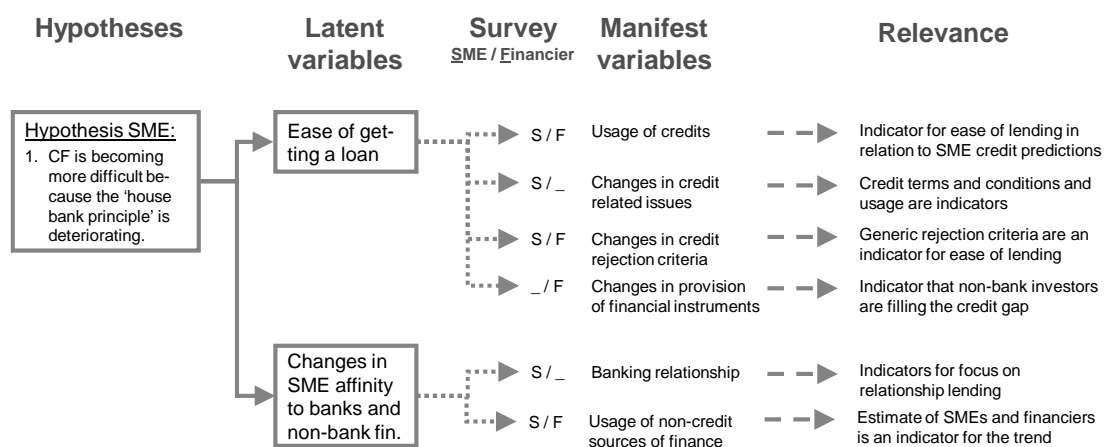 Hypotheses
Latent
variables
Survey
SME / Financier
Manifest
variables
Relevance
Hypothesis SME:
1. CF is becoming
more difficult be-
cause the ‘house
bank principle’ is
deteriorating.
Ease of get-
ting a loan
S / F
Usage of credits
Indicator for ease of lending in
relation to SME credit predictions
S / _
Changes in credit
related issues
Credit terms and conditions and
usage are indicators
S / F
Changes in credit
rejection criteria
Generic rejection criteria are an
indicator for ease of lending
_ / F
Changes in provision
of financial instruments
Indicator that non-bank investors
are filling the credit gap
Changes in
SME affinity
to banks and
non-bank fin.
S / _
Banking relationship
Indicators for focus on
relationship lending
S / F
Usage of non-credit
sources of finance
Estimate of SMEs and financiers
is an indicator for the trend